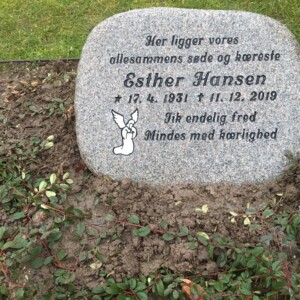 Her ligger vores
allesammens søde og kæreste
Esther Hansen
* 17. 4. 1931 † 11. 12. 2019
Fik endelig fred
Mindes med kærlighed